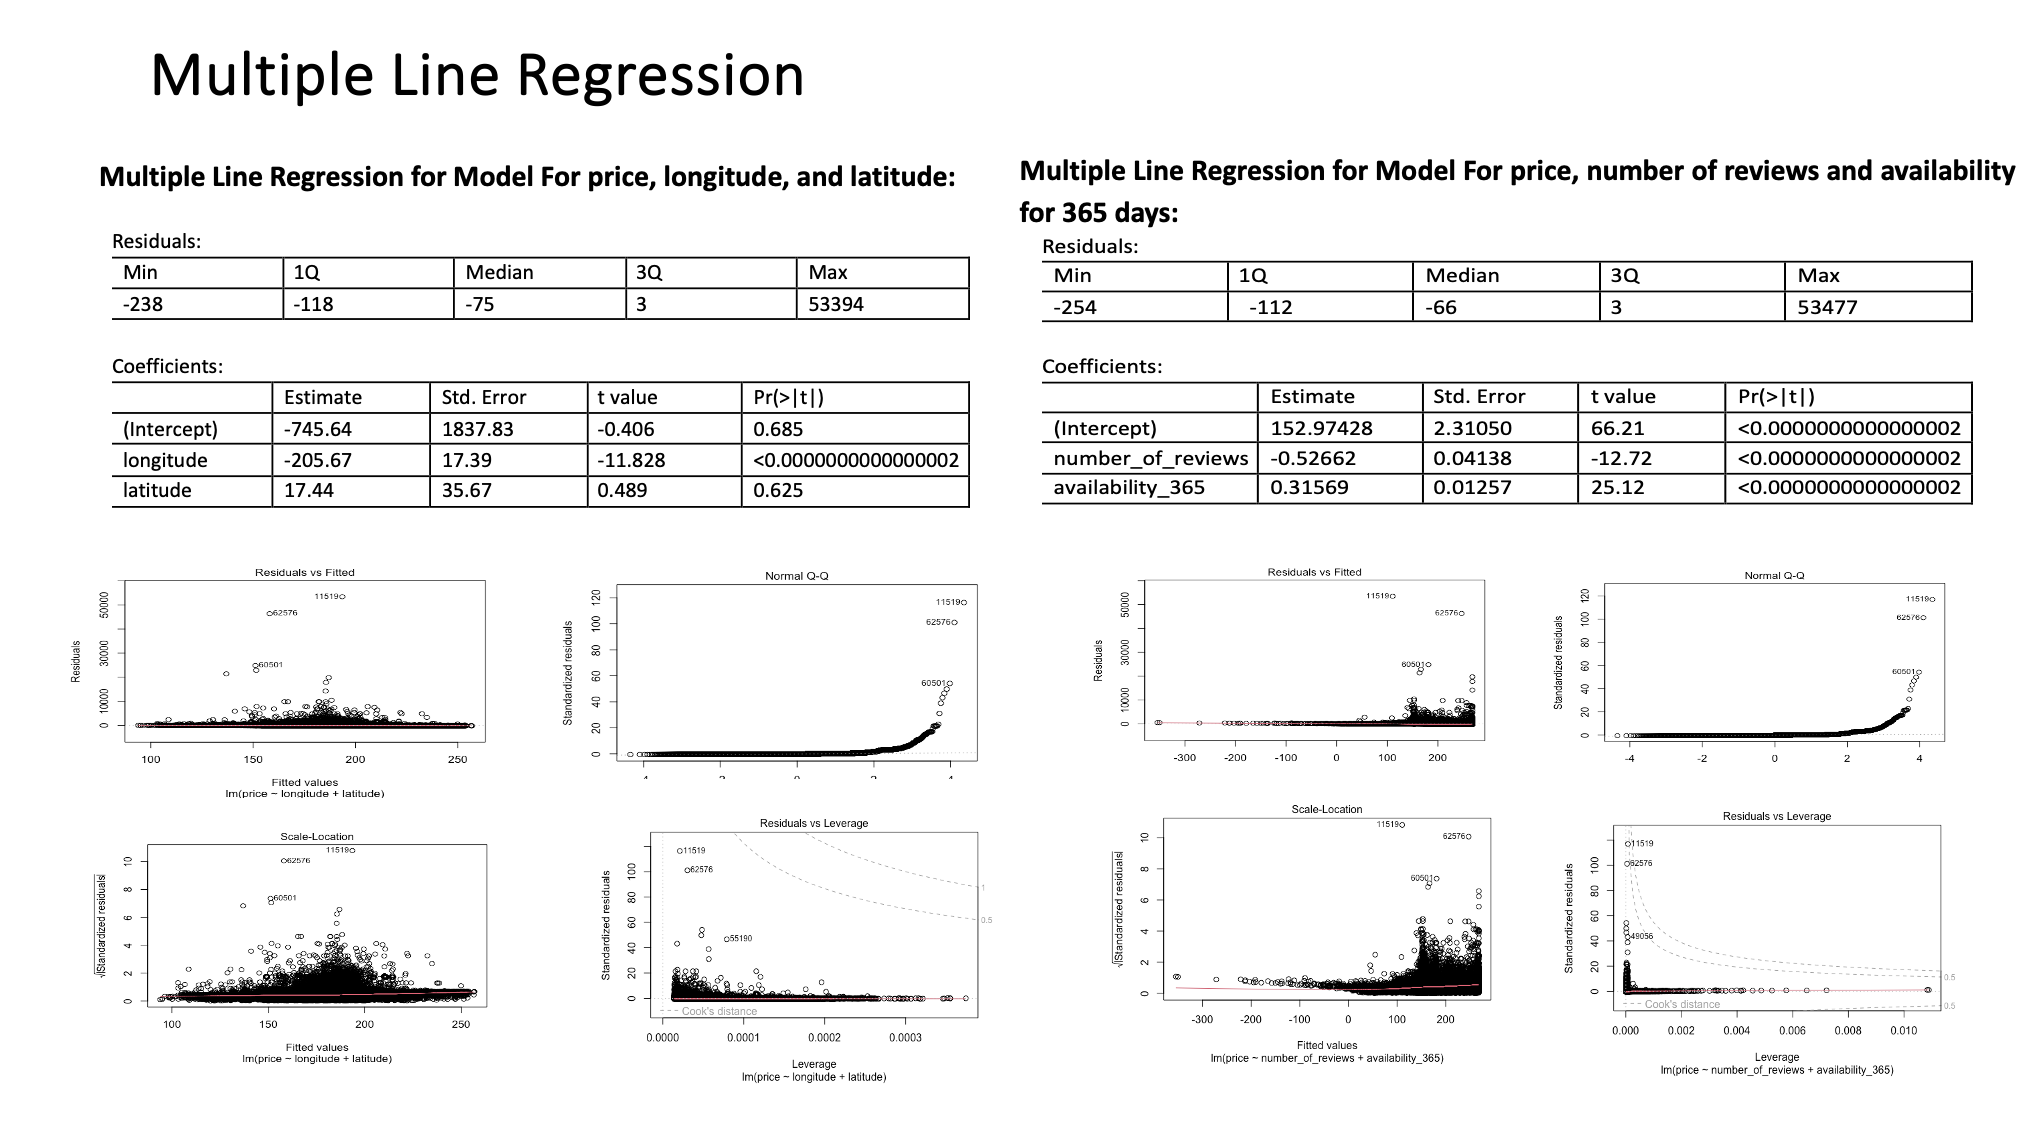 Multiple Line Regression
Multiple Line Regression for Model For price, longitude, and latitude:
Residuals:
Min 1Q Median 3Q Max
-238 -118 -75 3 53394
Coefficients:
Estimate Std. Error t value Pr(>|t|)
(Intercept) -745.64 1837.83 -0.406 0.685
longitude -205.67 17.39 -11.828 <0.0000000000000002
latitude 17.44 35.67 0.489 0.625
Residuals vs Fitted
Residuals
0 10000 30000 50000
11519
62576
60501
100 150 200 250
Fitted values
lm(price ~ longitude + latitude)
Normal Q-Q
Standardized residuals
0 20 40 60 80 100 120
11519
62576
60501
Scale-Location
√|Standardized residuals|
0 2 4 6 8 10
11519
62576
60501
100 150 200 250
Fitted values
lm(price ~ longitude + latitude)
Residuals vs Leverage
Standardized residuals
0 20 40 60 80 100
11519
62576
55190
1
0.5
Cook's distance
0.0000 0.0001 0.0002 0.0003
Leverage
lm(price ~ longitude + latitude)
Multiple Line Regression for Model For price, number of reviews and availability
for 365 days:
Residuals:
Min 1Q Median 3Q Max
-254 -112 -66 3 53477
Coefficients:
Estimate Std. Error t value Pr(>|t|)
(Intercept) 152.97428 2.31050 66.21 <0.0000000000000002
number_of_reviews -0.52662 0.04138 -12.72 <0.0000000000000002
availability_365 0.31569 0.01257 25.12 <0.0000000000000002
Residuals vs Fitted
Residuals
0 10000 30000 50000
11519
62576
60501
-300 -200 -100 0 100 200
Normal Q-Q
Standardized residuals
0 20 40 60 80 100 120
11519
62576
60501
-4 -2 0 2 4
Scale-Location
√|Standardized residuals|
0 2 4 6 8 10
11519
62576
60501
-300 -200 -100 0 100 200
Fitted values
lm(price ~ number_of_reviews + availability_365)
Residuals vs Leverage
Standardized residuals
0 20 40 60 80 100
11519
62576
49056
0.5
0.5
Cook's distance
0.000 0.002 0.004 0.006 0.008 0.010
Leverage
lm(price ~ number_of_reviews + availability_365)